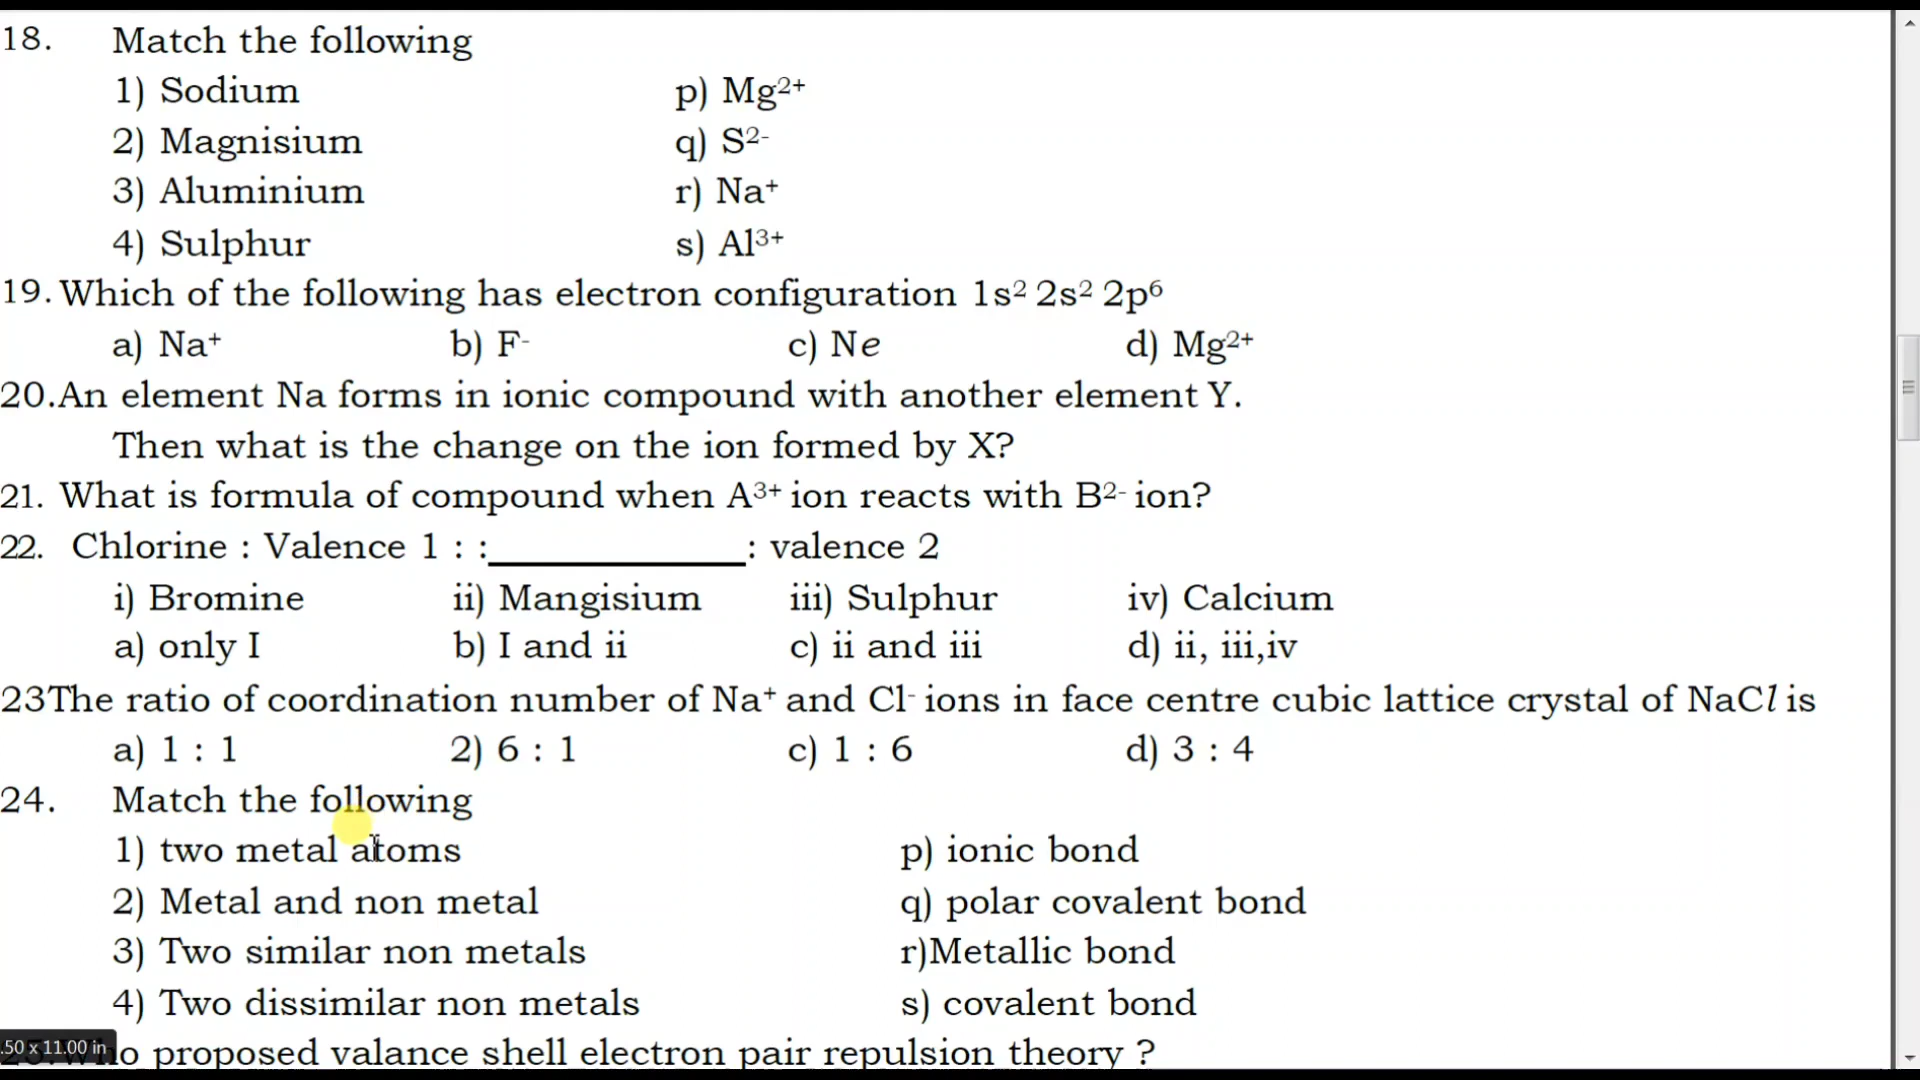 18. Match the following
1) Sodium p) Mg²⁺
2) Magnisium q) S²⁻
3) Aluminium r) Na⁺
4) Sulphur s) Al³⁺
19. Which of the following has electron configuration 1s² 2s² 2p⁶
a) Na⁺ b) F⁻ c) Ne d) Mg²⁺
20.An element Na forms in ionic compound with another element Y.
Then what is the change on the ion formed by X?
21. What is formula of compound when A³⁺ ion reacts with B²⁻ ion?
22. Chlorine : Valence 1 : :____________: valence 2
i) Bromine ii) Mangisium iii) Sulphur iv) Calcium
a) only I b) I and ii c) ii and iii d) ii, iii,iv
23The ratio of coordination number of Na⁺ and Cl⁻ ions in face centre cubic lattice crystal of NaCl is
a) 1 : 1 2) 6 : 1 c) 1 : 6 d) 3 : 4
24. Match the following
1) two metal atoms p) ionic bond
2) Metal and non metal q) polar covalent bond
3) Two similar non metals r)Metallic bond
4) Two dissimilar non metals s) covalent bond
.50 x 11.00 in
proposed valance shell electron pair repulsion theory ?